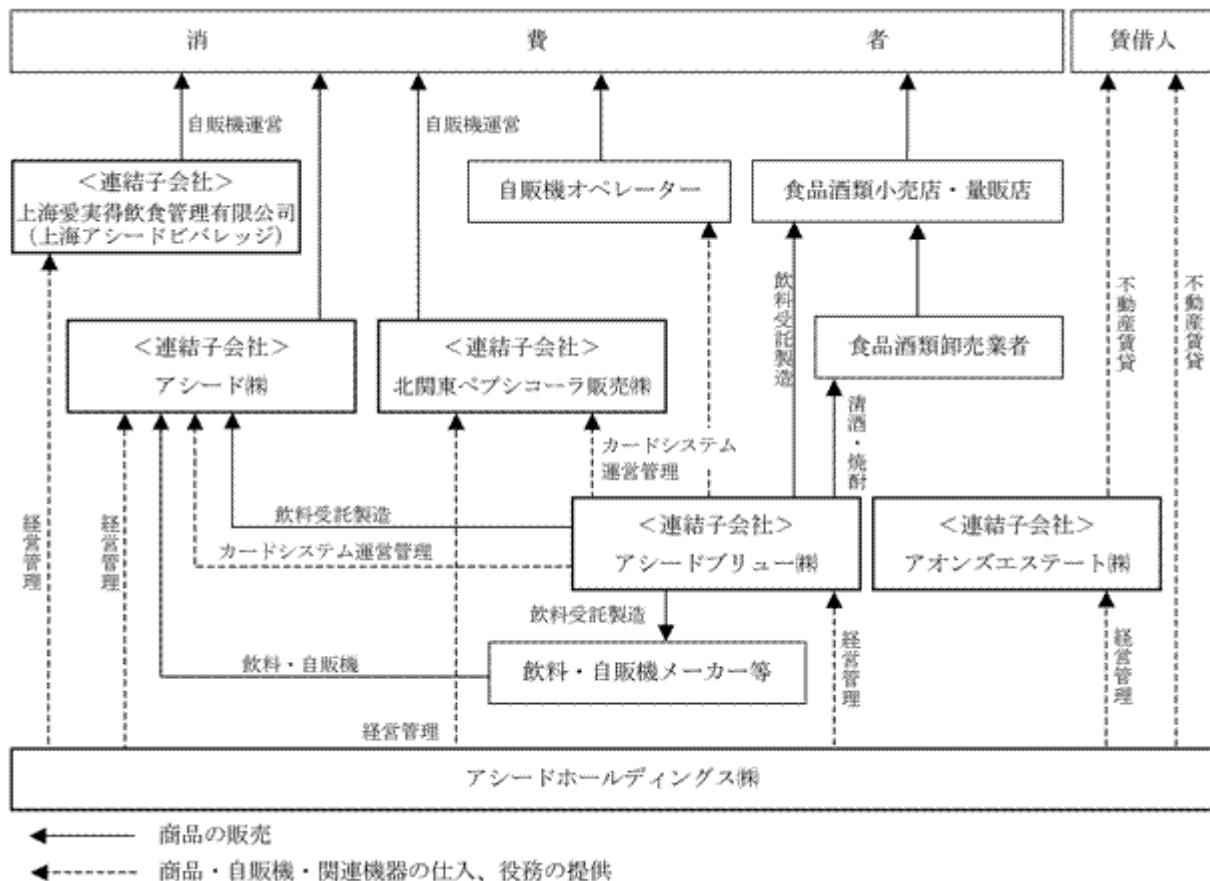 消費者
賃借人
自販機運営
自販機運営
＜連結子会社＞
上海愛実得飲食管理有限公司
(上海アシードビバレッジ)
自販機オペレーター
食品酒類小売店・量販店
飲料受託製造
不動産賃貸
不動産賃貸
＜連結子会社＞
アシード㈱
＜連結子会社＞
北関東ペプシコーラ販売㈱
食品酒類卸売業者
清酒・焼酎
カードシステム
運営管理
経営管理
経営管理
飲料受託製造
カードシステム運営管理
＜連結子会社＞
アシードブリュー㈱
＜連結子会社＞
アオンズエステート㈱
飲料受託製造
飲料・自販機
飲料・自販機メーカー等
経営管理
経営管理
経営管理
アシードホールディングス㈱
商品の販売
商品・自販機・関連機器の仕入、役務の提供